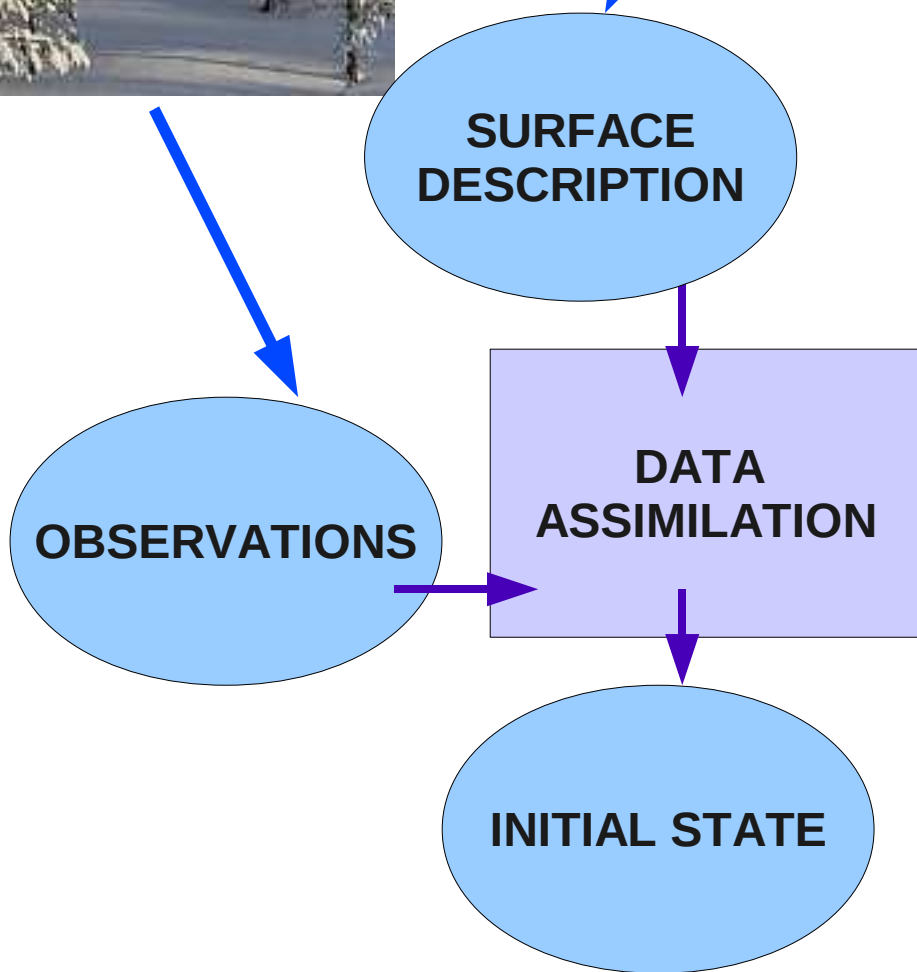 SURFACE
DESCRIPTION
DATA
ASSIMILATION
OBSERVATIONS
INITIAL STATE